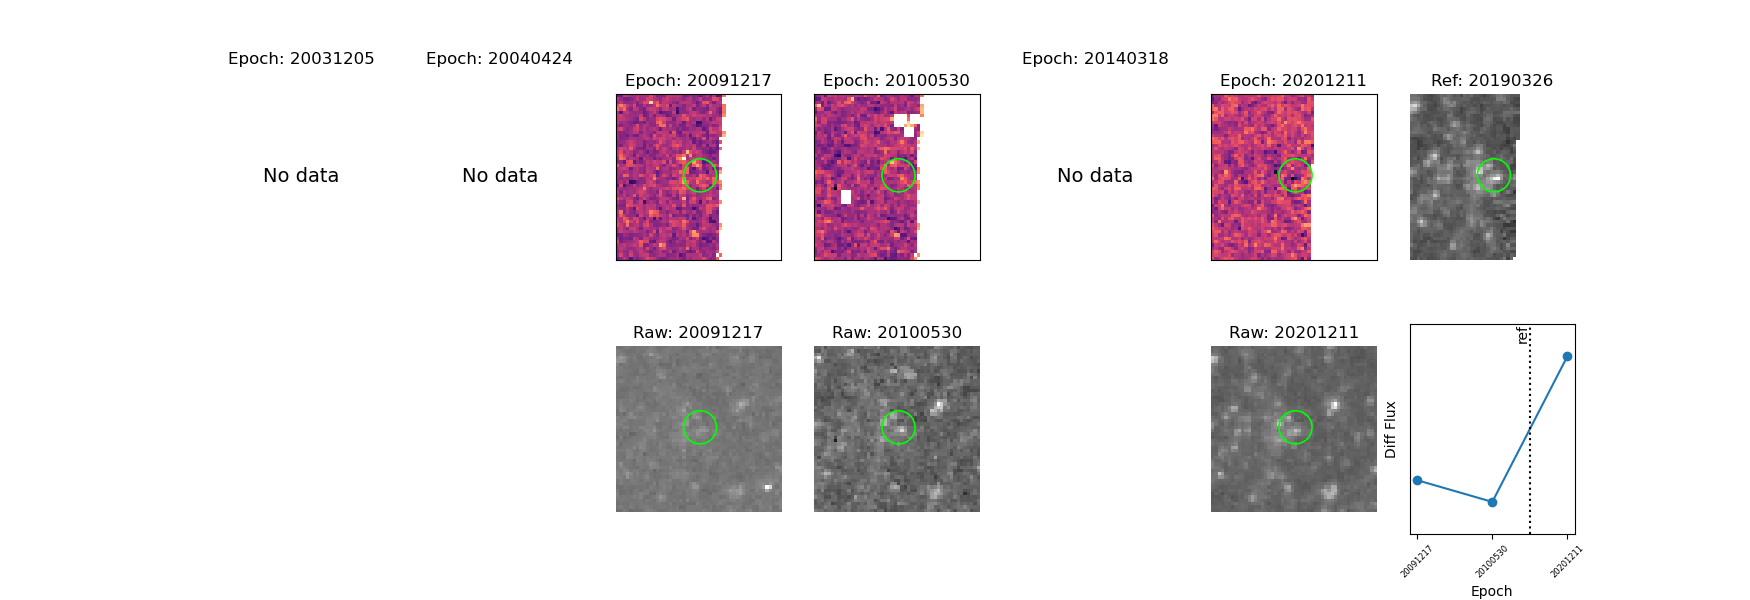 Epoch: 20031205
Epoch: 20040424
Epoch: 20091217
Epoch: 20100530
Epoch: 20140318
Epoch: 20201211
Ref: 20190326
No data
No data
No data
Raw: 20091217
Raw: 20100530
Raw: 20201211
ref
Diff Flux
20091217
20100530
20201211
Epoch